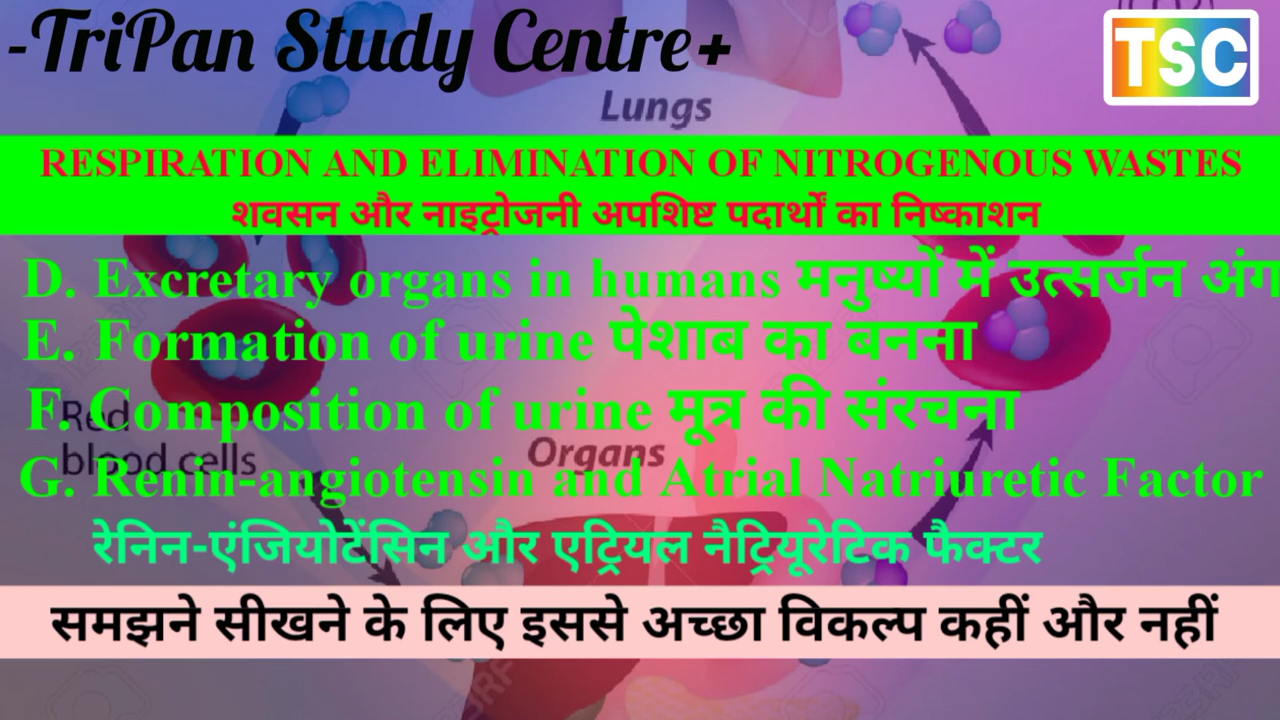 -TriPan Study Centre+
TSC
Lungs
RESPIRATION AND ELIMINATION OF NITROGENOUS WASTES
शवसन और नाइट्रोजनी अपशिष्ट पदार्थों का निष्काशन
D. Excretary organs in humans मनुष्यों में उत्सर्जन अंग
E. Formation of urine पेशाब का बनना
F. Composition of urine मूत्र की संरचना
Red
blood cells
Organs
G. Renin-angiotensin and Atrial Natriuretic Factor
रेनिन-एंजियोटेंसिन और एट्रियल नैट्रियूरेटिक फैक्टर
समझने सीखने के लिए इससे अच्छा विकल्प कहीं और नहीं